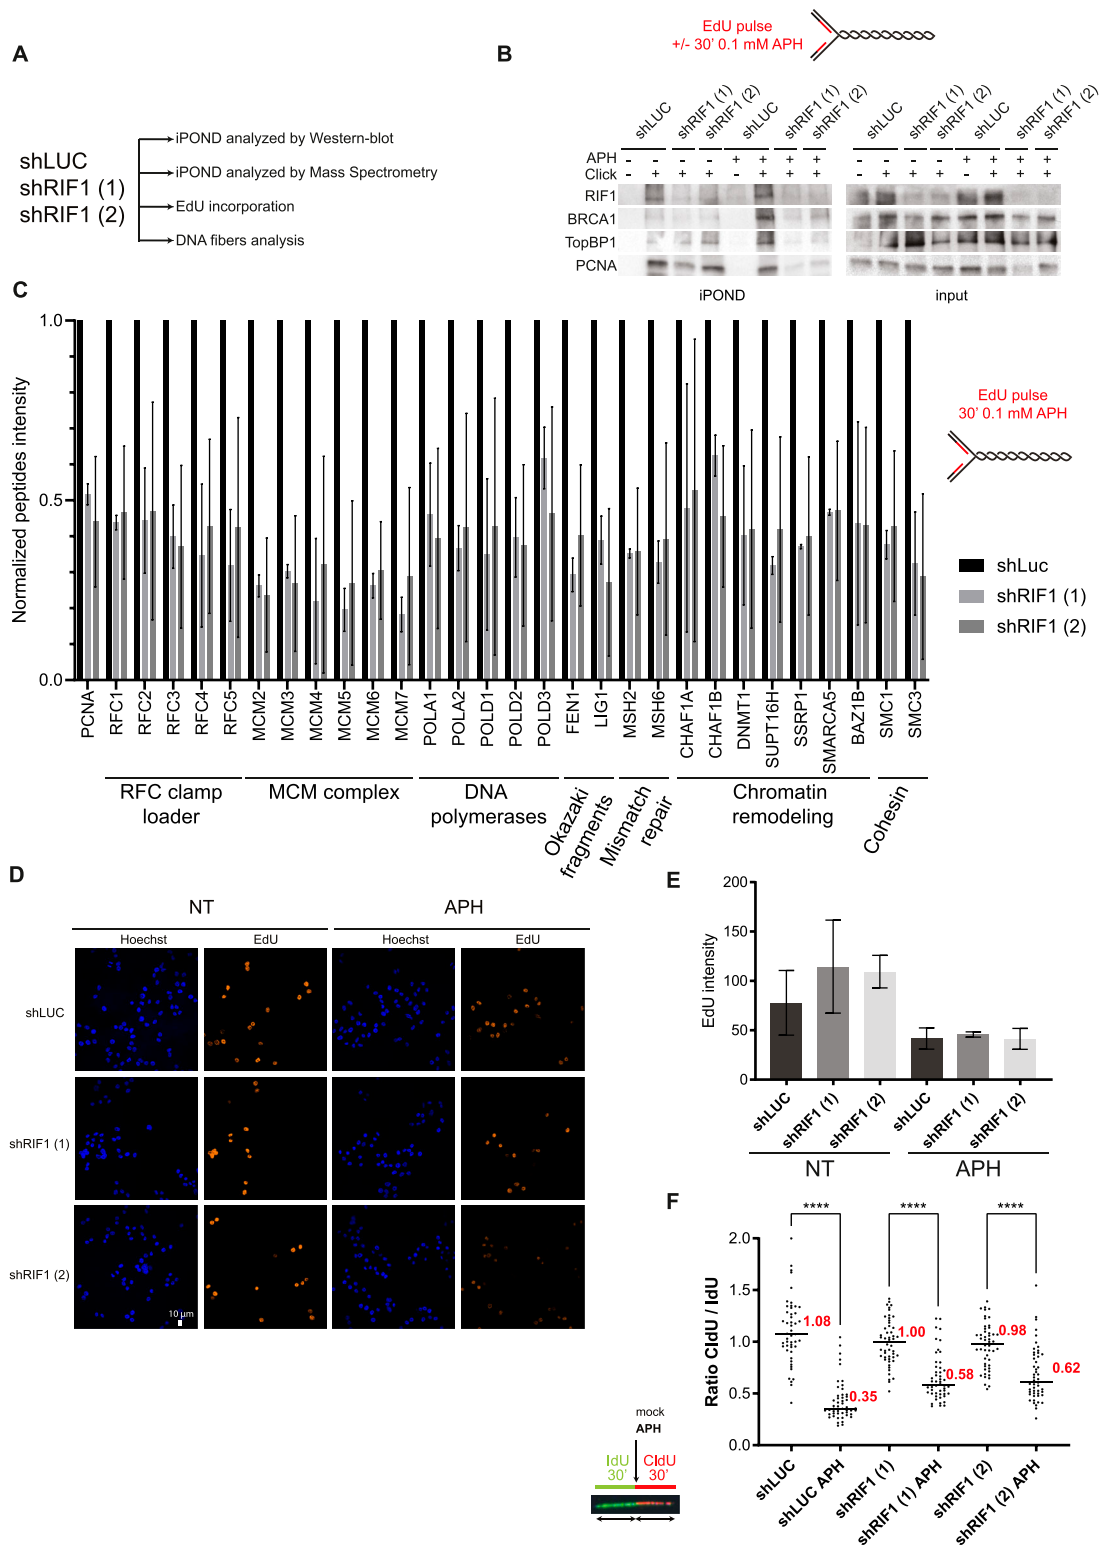 A
shLUC
shRIF1 (1)
shRIF1 (2)
iPOND analyzed by Western-blot
iPOND analyzed by Mass Spectrometry
EdU incorporation
DNA fibers analysis
B
EdU pulse
+/- 30' 0.1 mM APH
shLUC shRIF1 (1) shRIF1 (2) shLUC shRIF1 (1) shRIF1 (2) shLUC shRIF1 (1) shRIF1 (2) shLUC shRIF1 (1) shRIF1 (2)
APH - - - - + + + + - - - - + + + +
Click - + + + - + + + - + + + - + + +
RIF1
BRCA1
TopBP1
PCNA
iPOND input
C
Normalized peptides intensity
1.0
0.5
0.0
PCNA RFC1 RFC2 RFC3 RFC4 RFC5 MCM2 MCM3 MCM4 MCM5 MCM6 MCM7 POLA1 POLA2 POLD1 POLD2 POLD3 FEN1 LIG1 MSH2 MSH6 CHAF1A CHAF1B DNMT1 SUPT16H SSRP1 SMARCA5 BAZ1B SMC1 SMC3
RFC clamp
loader
MCM complex
DNA
polymerases
Okazaki
fragments
Mismatch
repair
Chromatin
remodeling
Cohesin
EdU pulse
30' 0.1 mM APH
shLuc
shRIF1 (1)
shRIF1 (2)
D
NT APH
Hoechst EdU Hoechst EdU
shLUC
shRIF1 (1)
shRIF1 (2)
10 µm
E
EdU intensity
200
150
100
50
0
shLUC shRIF1 (1) shRIF1 (2) shLUC shRIF1 (1) shRIF1 (2)
NT APH
F
**** **** ****
Ratio CldU / IdU
2.0
1.5
1.0
0.5
0.0
1.08
0.35
1.00
0.58
0.98
0.62
shLUC shLUC APH shRIF1 (1) shRIF1 (1) APH shRIF1 (2) shRIF1 (2) APH
mock
APH
IdU CldU
30' 30'